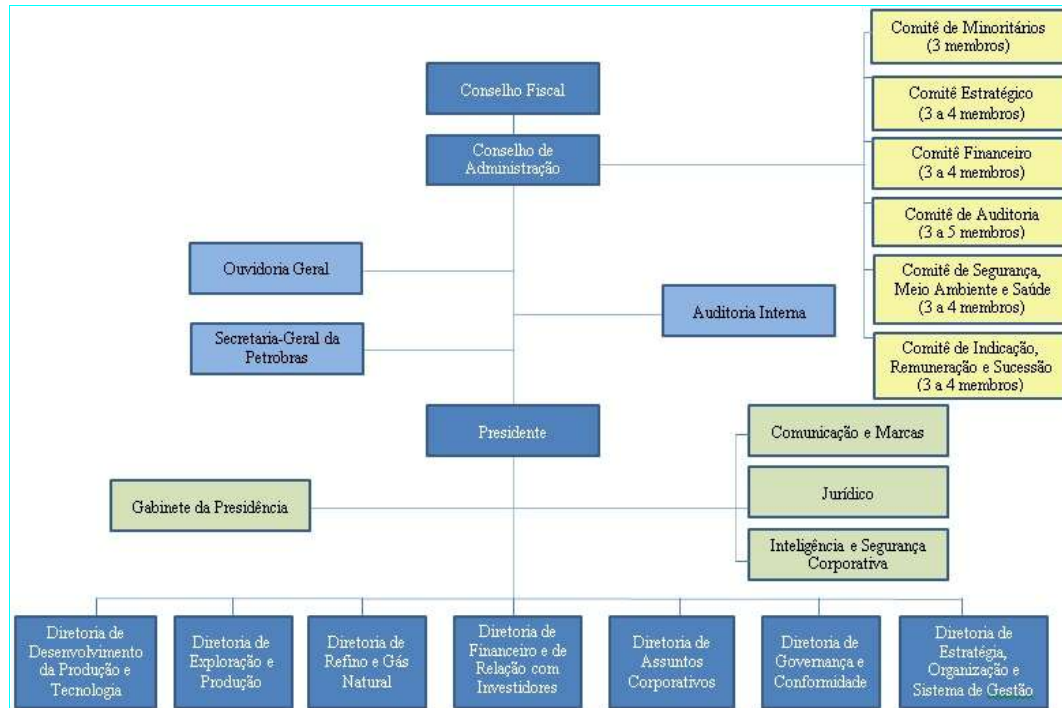 Comitê de Minoritários
(3 membros)
Conselho Fiscal
Comitê Estratégico
(3 a 4 membros)
Conselho de
Administração
Comitê Financeiro
(3 a 4 membros)
Comitê de Auditoria
(3 a 5 membros)
Ouvidoria Geral
Comitê de Segurança,
Meio Ambiente e Saúde
(3 a 4 membros)
Auditoria Interna
Secretaria-Geral da
Petrobras
Comitê de Indicação,
Remuneração e Sucessão
(3 a 4 membros)
Presidente
Comunicação e Marcas
Gabinete da Presidência
Jurídico
Inteligência e Segurança
Corporativa
Diretoria de
Desenvolvimento
da Produção e
Tecnologia
Diretoria de
Exploração e
Produção
Diretoria de
Refino e Gás
Natural
Diretoria de
Financeiro e de
Relação com
Investidores
Diretoria de
Assuntos
Corporativos
Diretoria de
Governança e
Conformidade
Diretoria de
Estratégia,
Organização e
Sistema de Gestão